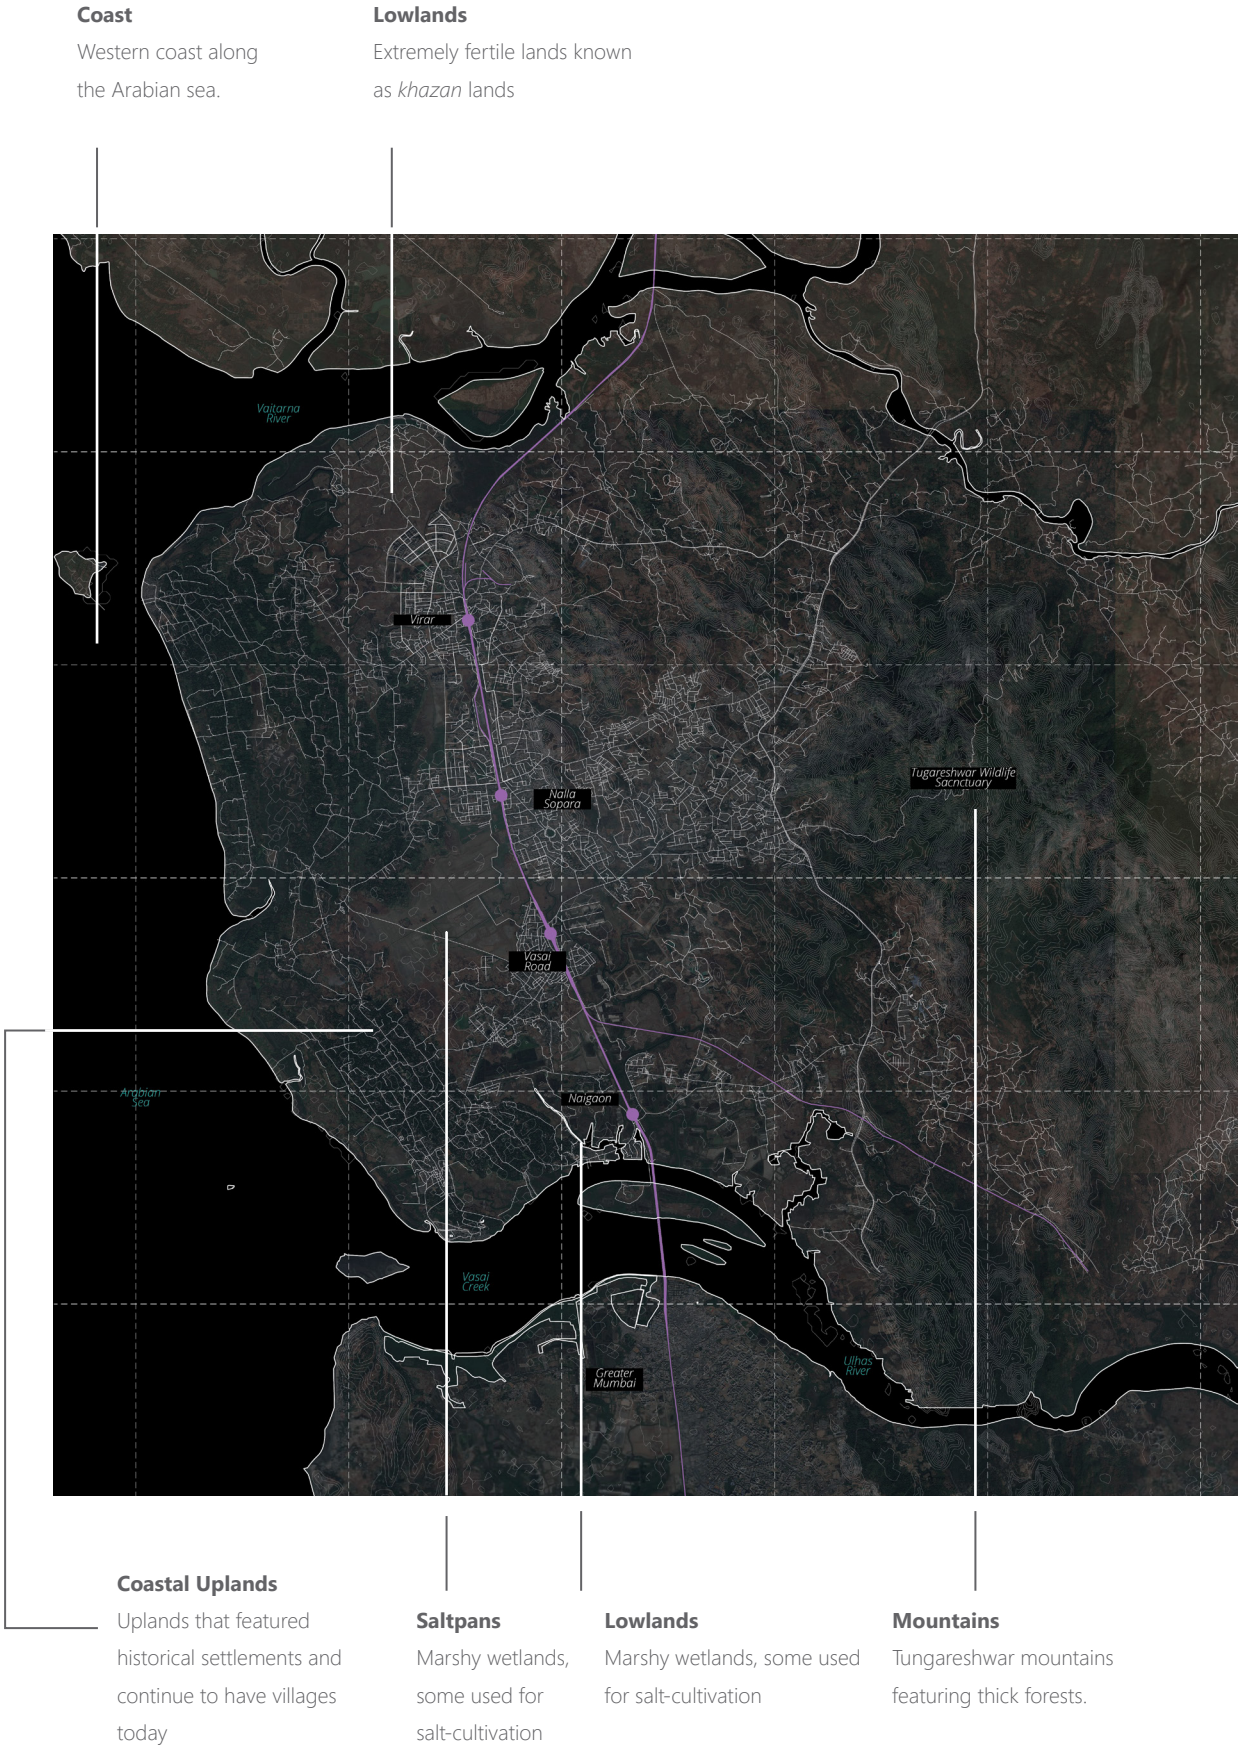 Coast
Western coast along
the Arabian sea.
Lowlands
Extremely fertile lands known
as khazan lands
Vaitarna
River
Virar
Tugareshwar Wildlife
Sacnctuary
Nalla
Sopara
Vasai
Road
Arabian
Sea
Naigaon
Vasai
Creek
Ulhas
River
Greater
Mumbai
Coastal Uplands
Uplands that featured
historical settlements and
continue to have villages
today
Saltpans
Marshy wetlands,
some used for
salt-cultivation
Lowlands
Marshy wetlands, some used
for salt-cultivation
Mountains
Tungareshwar mountains
featuring thick forests.